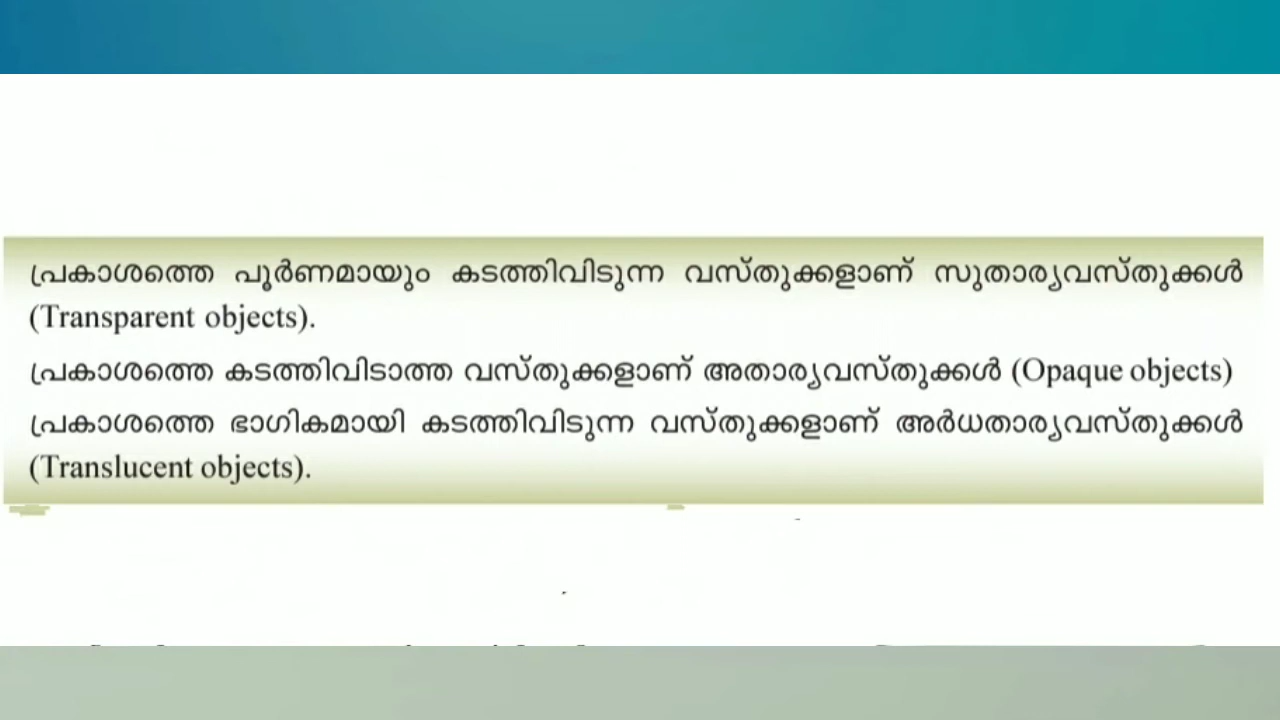 പ്രകാശത്തെ പൂർണമായും കടത്തിവിടുന്ന വസ്തുക്കളാണ് സുതാര്യവസ്തുക്കൾ
(Transparent objects).
പ്രകാശത്തെ കടത്തിവിടാത്ത വസ്തുക്കളാണ് അതാര്യവസ്തുക്കൾ (Opaque objects)
പ്രകാശത്തെ ഭാഗികമായി കടത്തിവിടുന്ന വസ്തുക്കളാണ് അർധതാര്യവസ്തുക്കൾ
(Translucent objects).